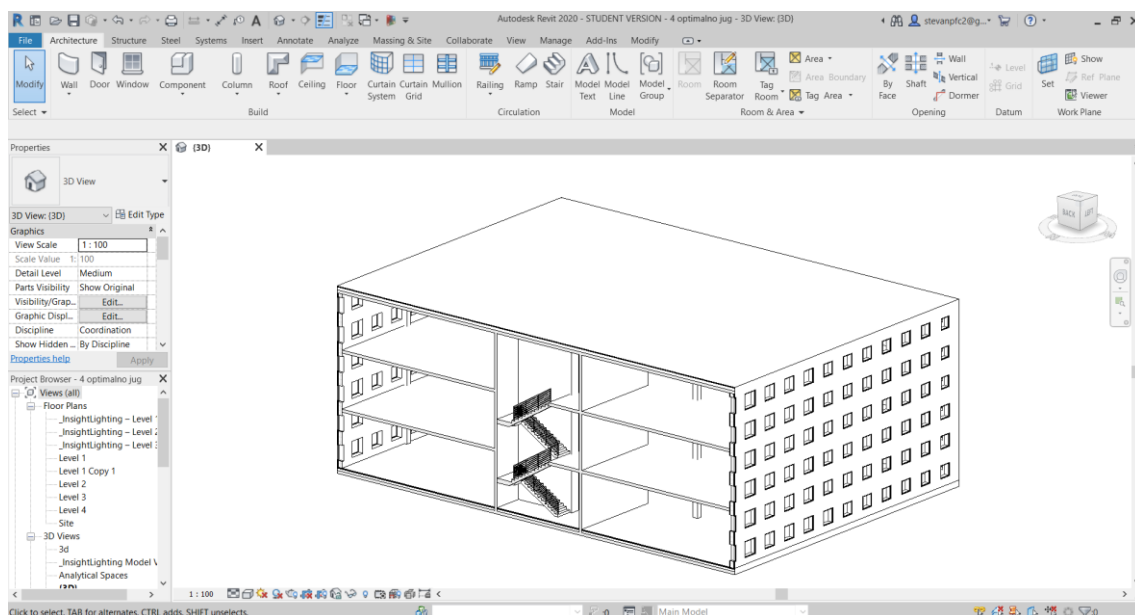 Autodesk Revit 2020 - STUDENT VERSION - 4 optimalno jug - 3D View: {3D}
stevanpfc2@g...
File Architecture Structure Steel Systems Insert Annotate Analyze Massing & Site Collaborate View Manage Add-Ins Modify
Modify Wall Door Window Component Column Roof Ceiling Floor Curtain System Curtain Grid Mullion Railing Ramp Stair Model Text Model Line Model Group Room Room Separator Tag Room Area Area Boundary Tag Area By Face Shaft Wall Vertical Dormer Level Grid Set Show Ref Plane Viewer
Select Build Circulation Model Room & Area Opening Datum Work Plane
Properties X {3D} X
3D View
3D View: {3D} Edit Type
Graphics
View Scale 1 : 100
Scale Value 1: 100
Detail Level Medium
Parts Visibility Show Original
Visibility/Grap... Edit...
Graphic Displ... Edit...
Discipline Coordination
Show Hidden ... By Discipline
Properties help Apply
Project Browser - 4 optimalno jug X
Views (all)
Floor Plans
_InsightLighting – Level
_InsightLighting – Level
_InsightLighting – Level
Level 1
Level 1 Copy 1
Level 2
Level 3
Level 4
Site
3D Views
3d
_InsightLighting Model
Analytical Spaces
{3D}
BACK LEFT
1 : 100
Click to select, TAB for alternates, CTRL adds, SHIFT unselects.
:0 Main Model
:0